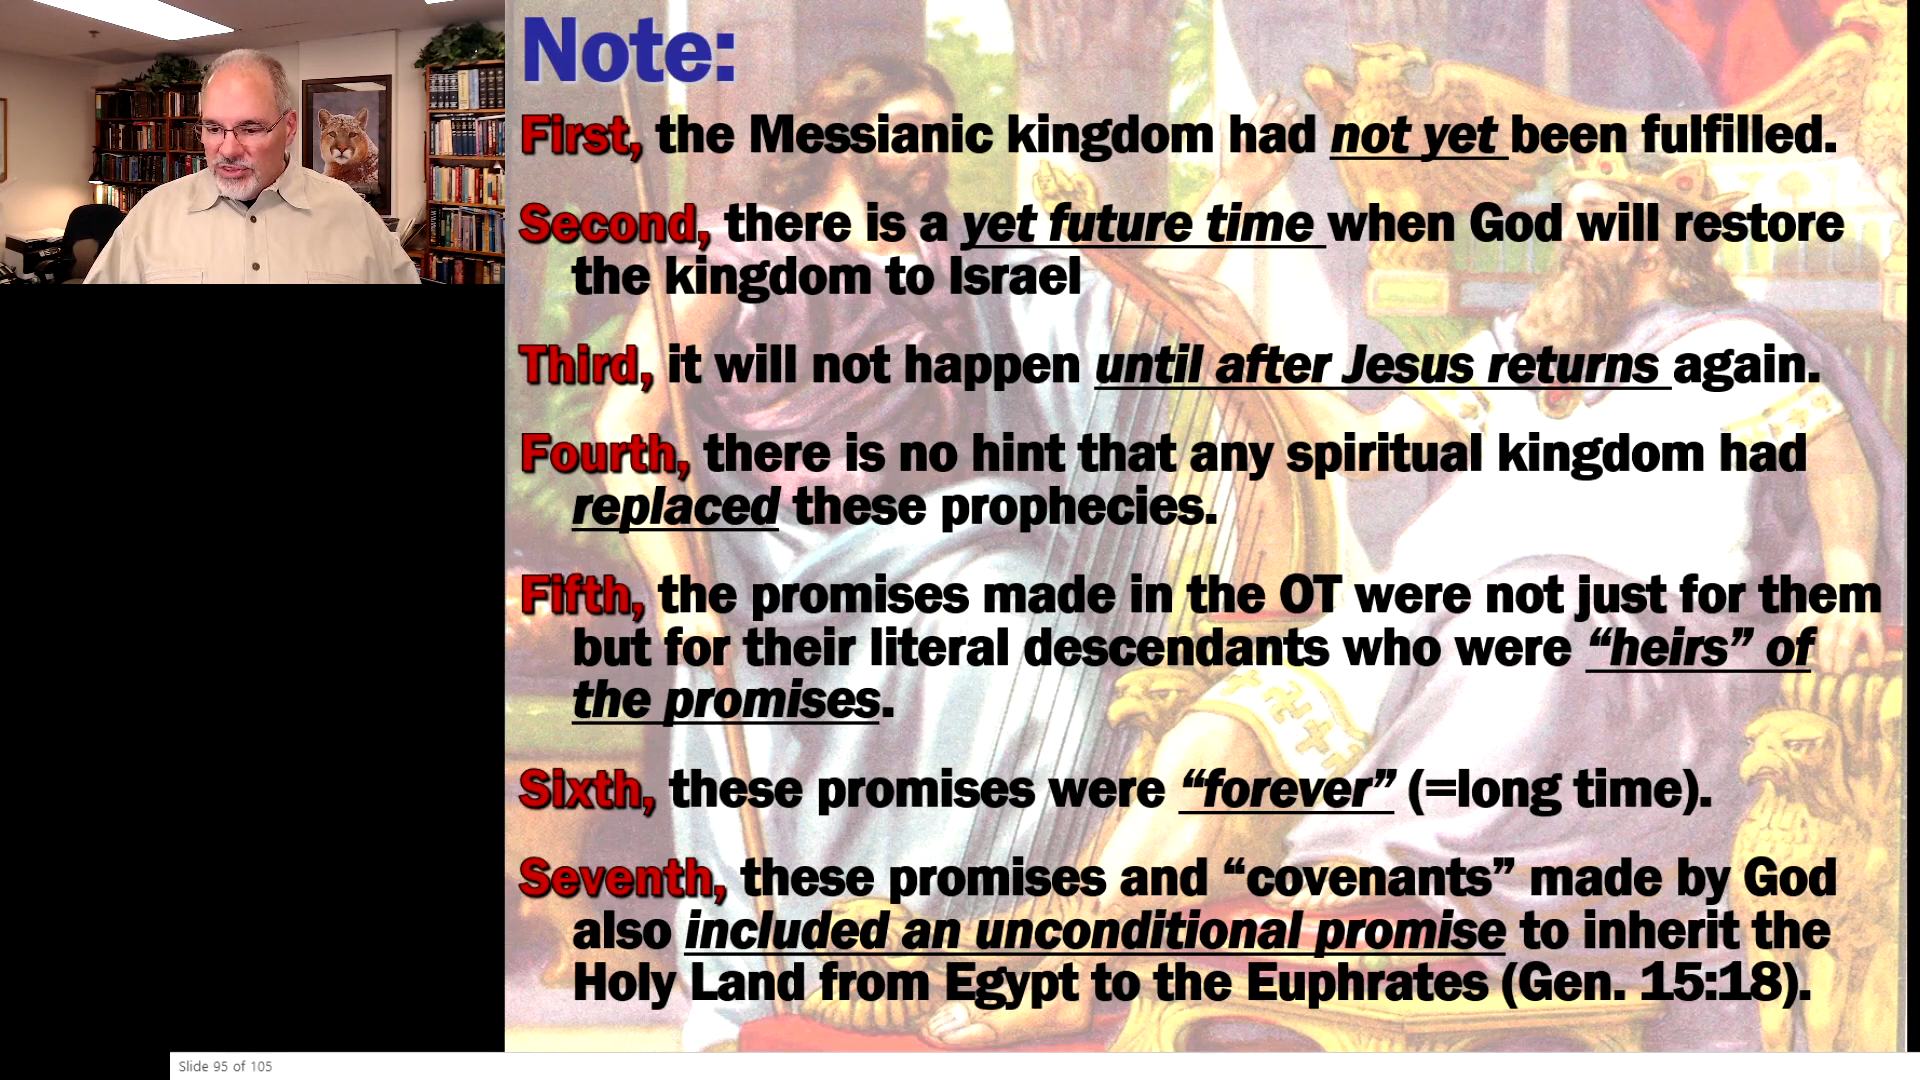 Note:
First, the Messianic kingdom had not yet been fulfilled.
Second, there is a yet future time when God will restore
the kingdom to Israel
Third, it will not happen until after Jesus returns again.
Fourth, there is no hint that any spiritual kingdom had
replaced these prophecies.
Fifth, the promises made in the OT were not just for them
but for their literal descendants who were “heirs” of
the promises.
Sixth, these promises were “forever” (=long time).
Seventh, these promises and “covenants” made by God
also included an unconditional promise to inherit the
Holy Land from Egypt to the Euphrates (Gen. 15:18).
Slide 95 of 105